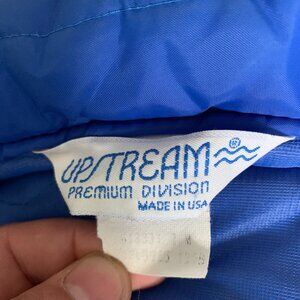 UPSTREAM®
PREMIUM DIVISION
MADE IN USA
M